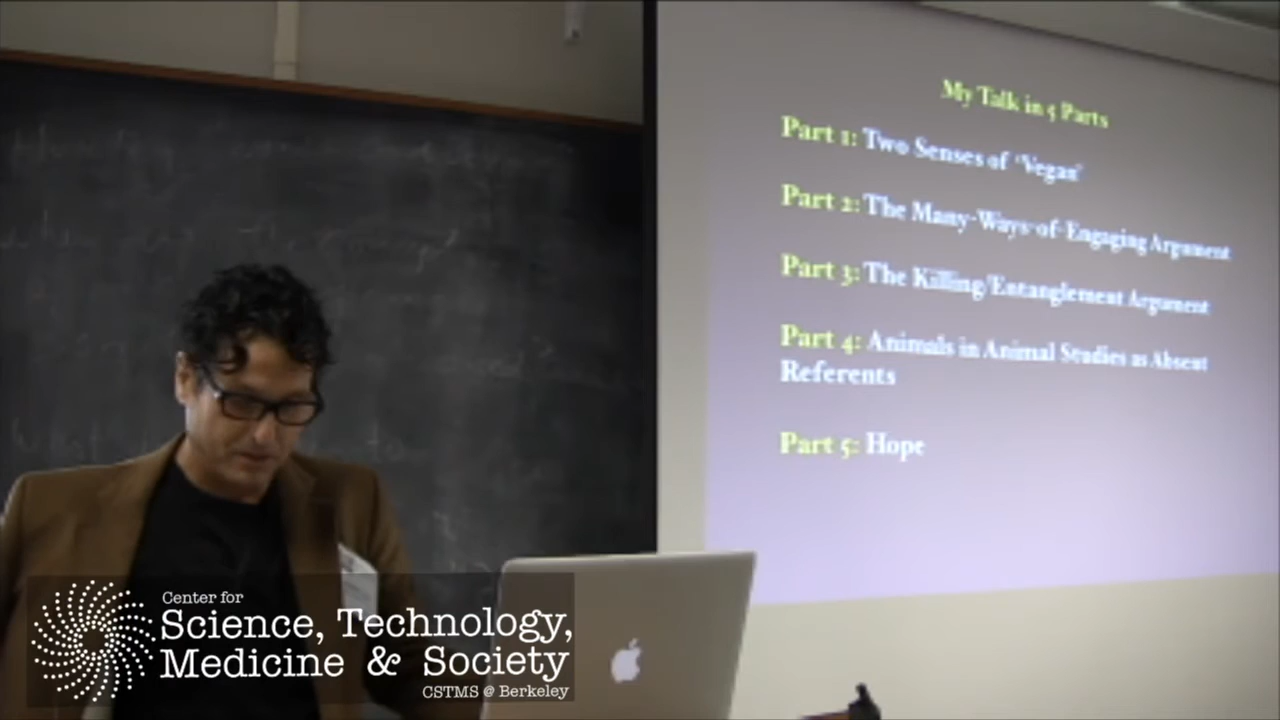 My Talk in 5 Parts
Part 1: Two Senses of "Vegan"
Part 2: The Many-Ways-of-Engaging Argument
Part 3: The Killing/Entanglement Argument
Part 4: Animals in Animal Studies as Absent
Referents
Part 5: Hope
Center for
Science, Technology,
Medicine & Society
CSTMS @ Berkeley